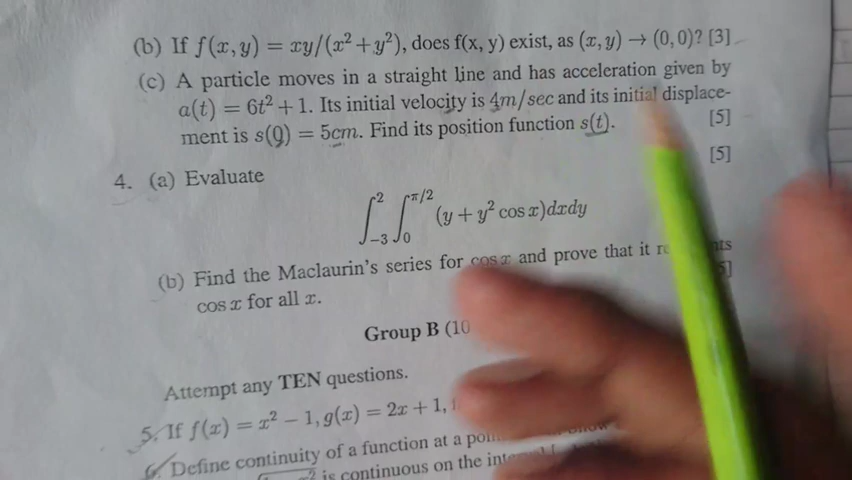 (b) If f(x, y) = xy/(x² + y²), does f(x, y) exist, as (x, y) → (0, 0)? [3]
(c) A particle moves in a straight line and has acceleration given by
a(t) = 6t² + 1. Its initial velocity is 4m/sec and its initial displace-
ment is s(0) = 5cm. Find its position function s(t). [5]
4. (a) Evaluate [5]
∫₋₃² ∫₀^{π/2} (y + y² cos x)dxdy
(b) Find the Maclaurin's series for cos x and prove that it
cos x for all x.
Group B (10
Attempt any TEN questions.
5. If f(x) = x² − 1, g(x) = 2x + 1,
6. Define continuity of a function at a
is continuous on the